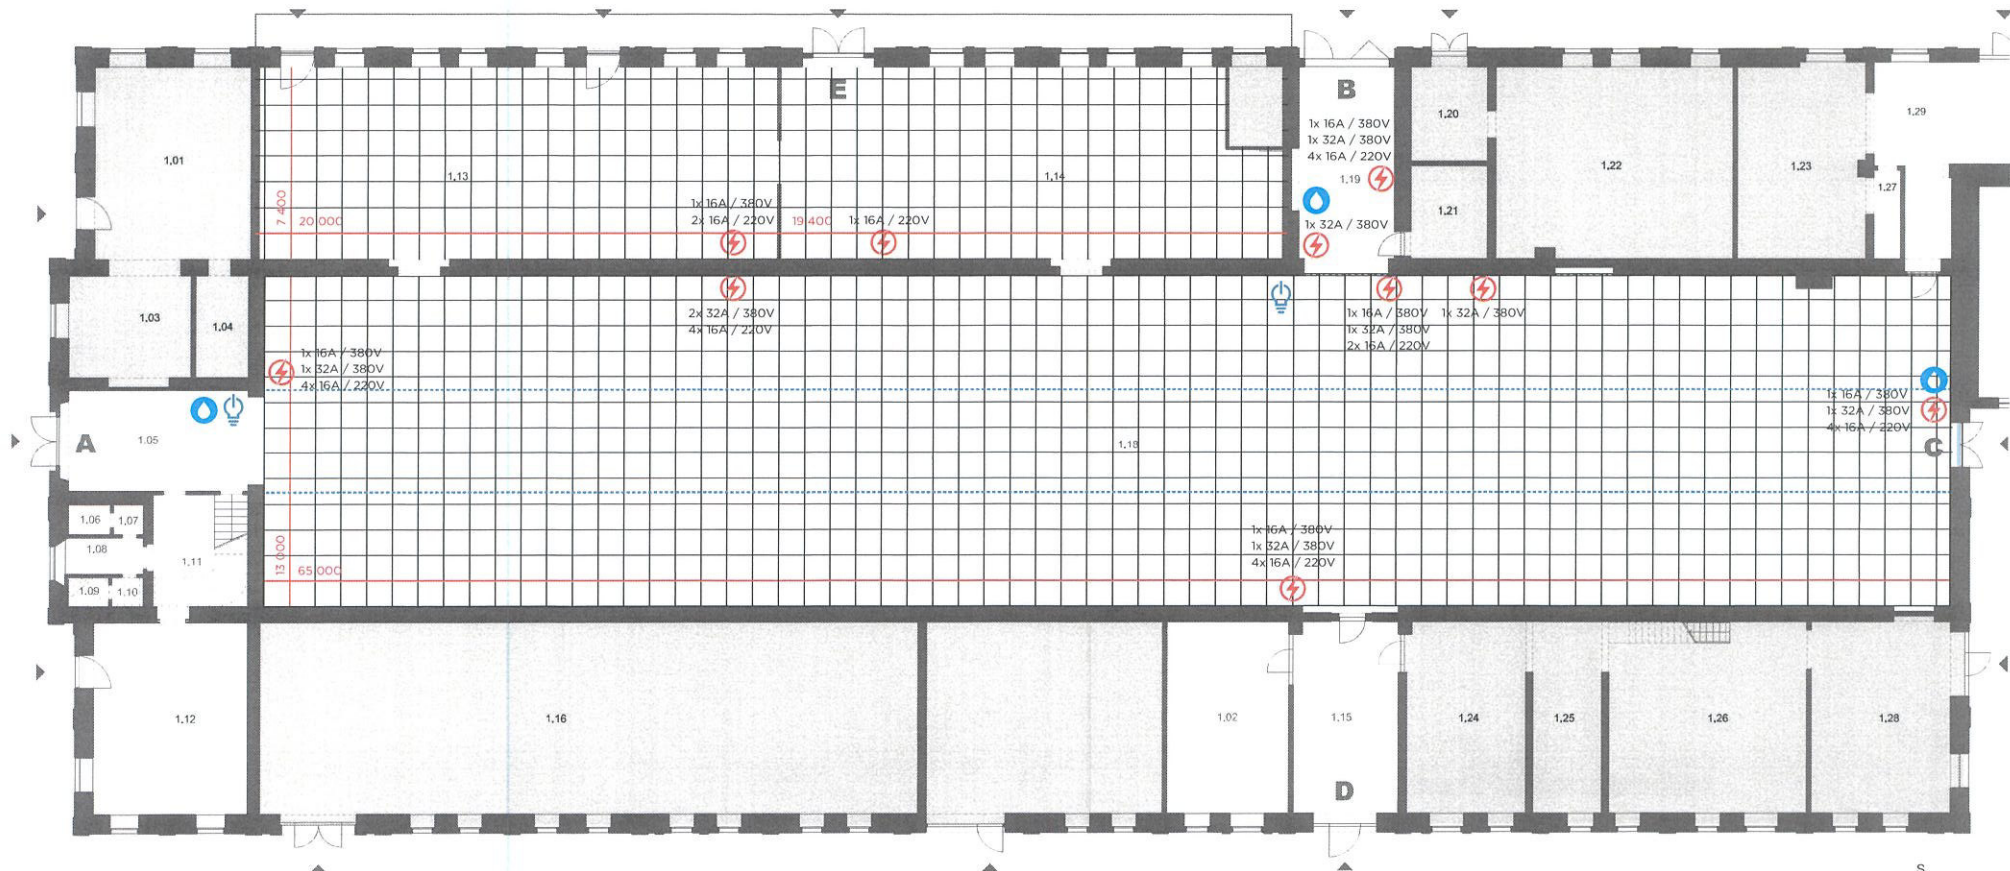 E
B
1x 16A / 380V
1x 32A / 380V
4x 16A / 220V
1.20
1.29
1.01
1.13
1.14
1.19
1.22
1.23
1.27
7 400
20 000
1x 16A / 380V
2x 16A / 220V
19 400
1x 16A / 220V
1x 32A / 380V
1.21
1.03
1.04
2x 32A / 380V
4x 16A / 220V
1x 16A / 380V
1x 32A / 380V
2x 16A / 220V
1x 32A / 380V
1x 16A / 380V
1x 32A / 380V
4x 16A / 220V
1x 16A / 380V
1x 32A / 380V
4x 16A / 220V
A
1.05
1.18
C
1.06
1.07
1.08
1.11
1.09
1.10
13 000
65 000
1x 16A / 380V
1x 32A / 380V
4x 16A / 220V
1.12
1.16
1.02
1.15
1.24
1.25
1.26
1.28
D
S